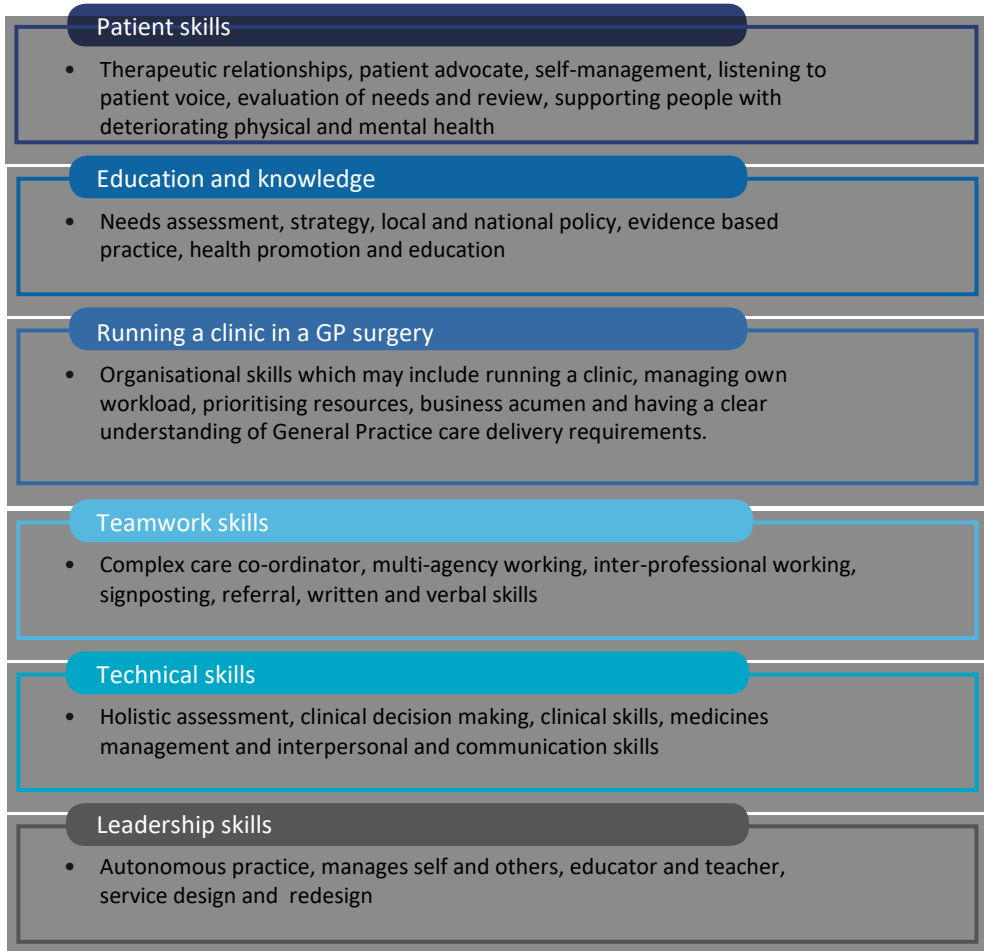 Patient skills
• Therapeutic relationships, patient advocate, self-management, listening to
patient voice, evaluation of needs and review, supporting people with
deteriorating physical and mental health
Education and knowledge
• Needs assessment, strategy, local and national policy, evidence based
practice, health promotion and education
Running a clinic in a GP surgery
• Organisational skills which may include running a clinic, managing own
workload, prioritising resources, business acumen and having a clear
understanding of General Practice care delivery requirements.
Teamwork skills
• Complex care co-ordinator, multi-agency working, inter-professional working,
signposting, referral, written and verbal skills
Technical skills
• Holistic assessment, clinical decision making, clinical skills, medicines
management and interpersonal and communication skills
Leadership skills
• Autonomous practice, manages self and others, educator and teacher,
service design and  redesign